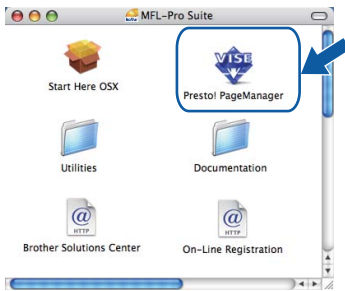 MFL-Pro Suite
VISE
Start Here OSX
Presto! PageManager
Utilities
Documentation
@
HTTP
@
HTTP
Brother Solutions Center
On-Line Registration